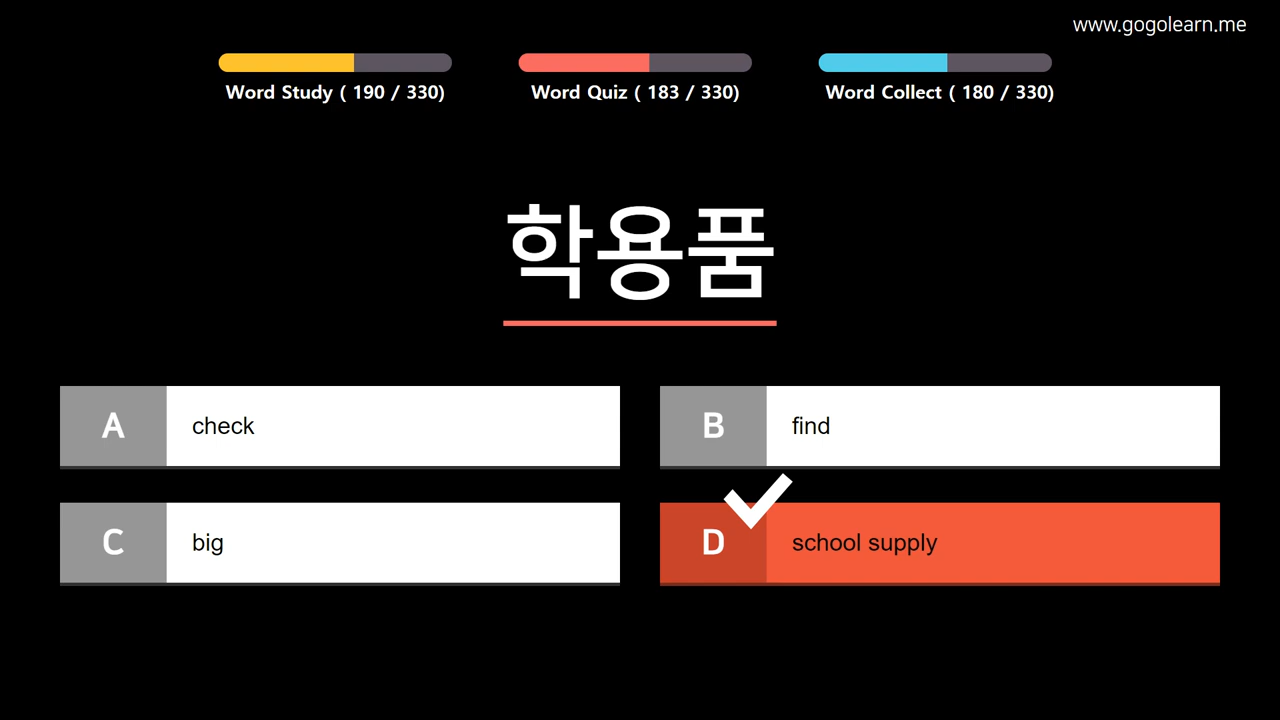 www.gogolearn.me
Word Study ( 190 / 330)
Word Quiz ( 183 / 330)
Word Collect ( 180 / 330)
학용품
A check
B find
C big
D school supply